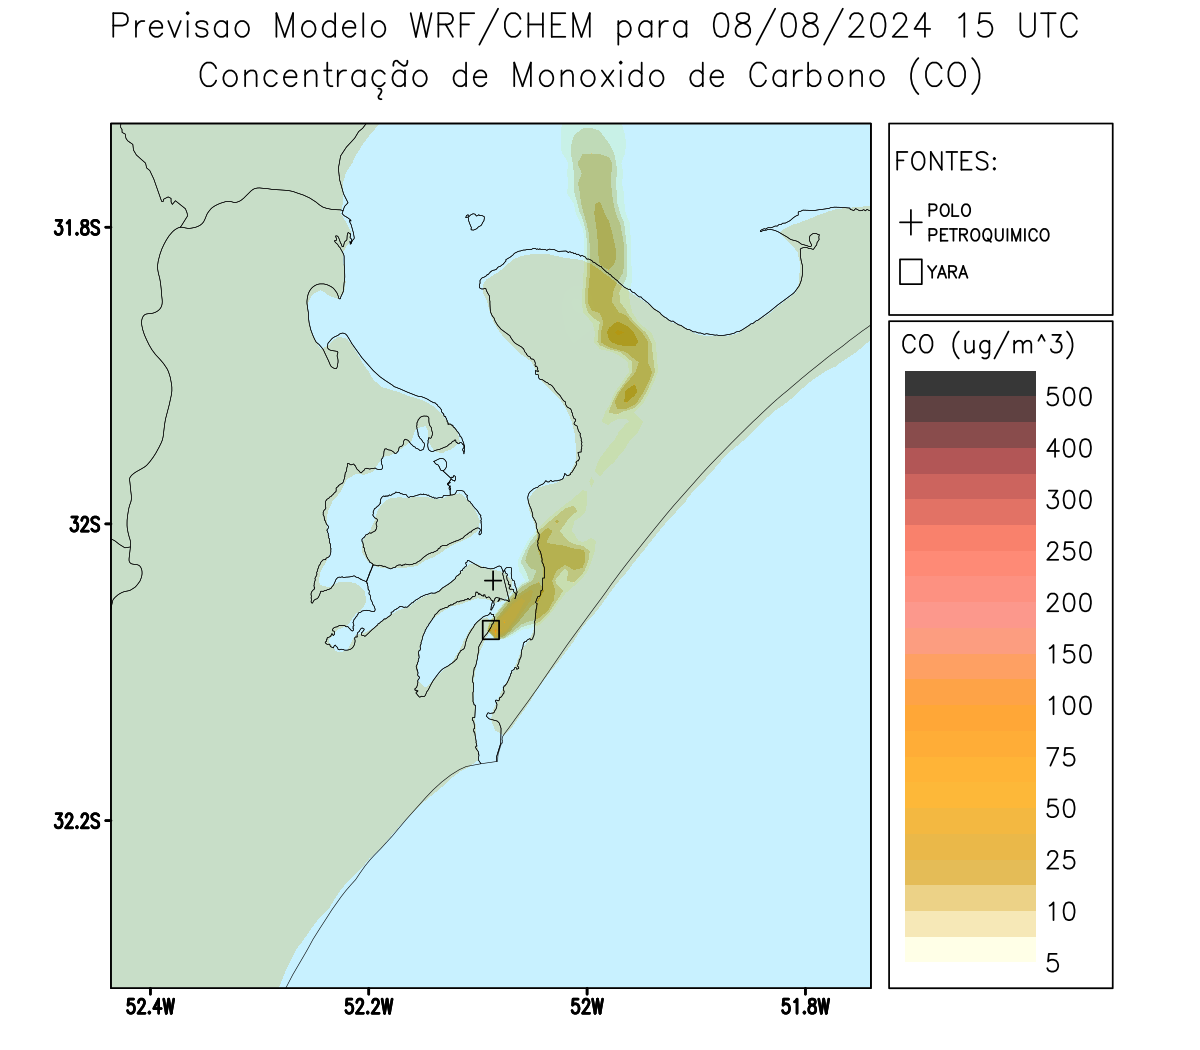 Previsao Modelo WRF/CHEM para 08/08/2024 15 UTC
Concentração de Monoxido de Carbono (CO)
FONTES:
POLO
PETROQUIMICO
YARA
CO (ug/m^3)
500
400
300
250
200
150
100
75
50
25
10
5
31.8S
32S
32.2S
52.4W
52.2W
52W
51.8W